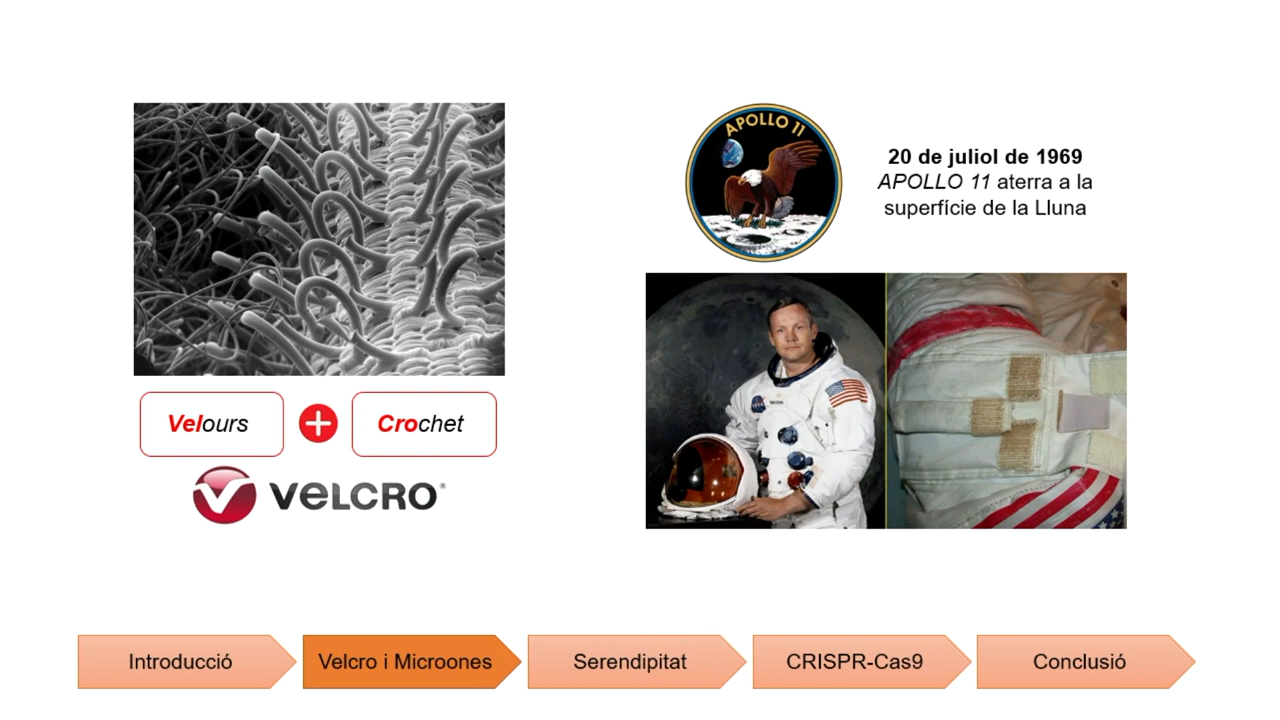 APOLLO 11
20 de juliol de 1969
APOLLO 11 aterra a la
superfície de la Lluna
Velours
Crochet
VELCRO®
Introducció
Velcro i Microones
Serendipitat
CRISPR-Cas9
Conclusió